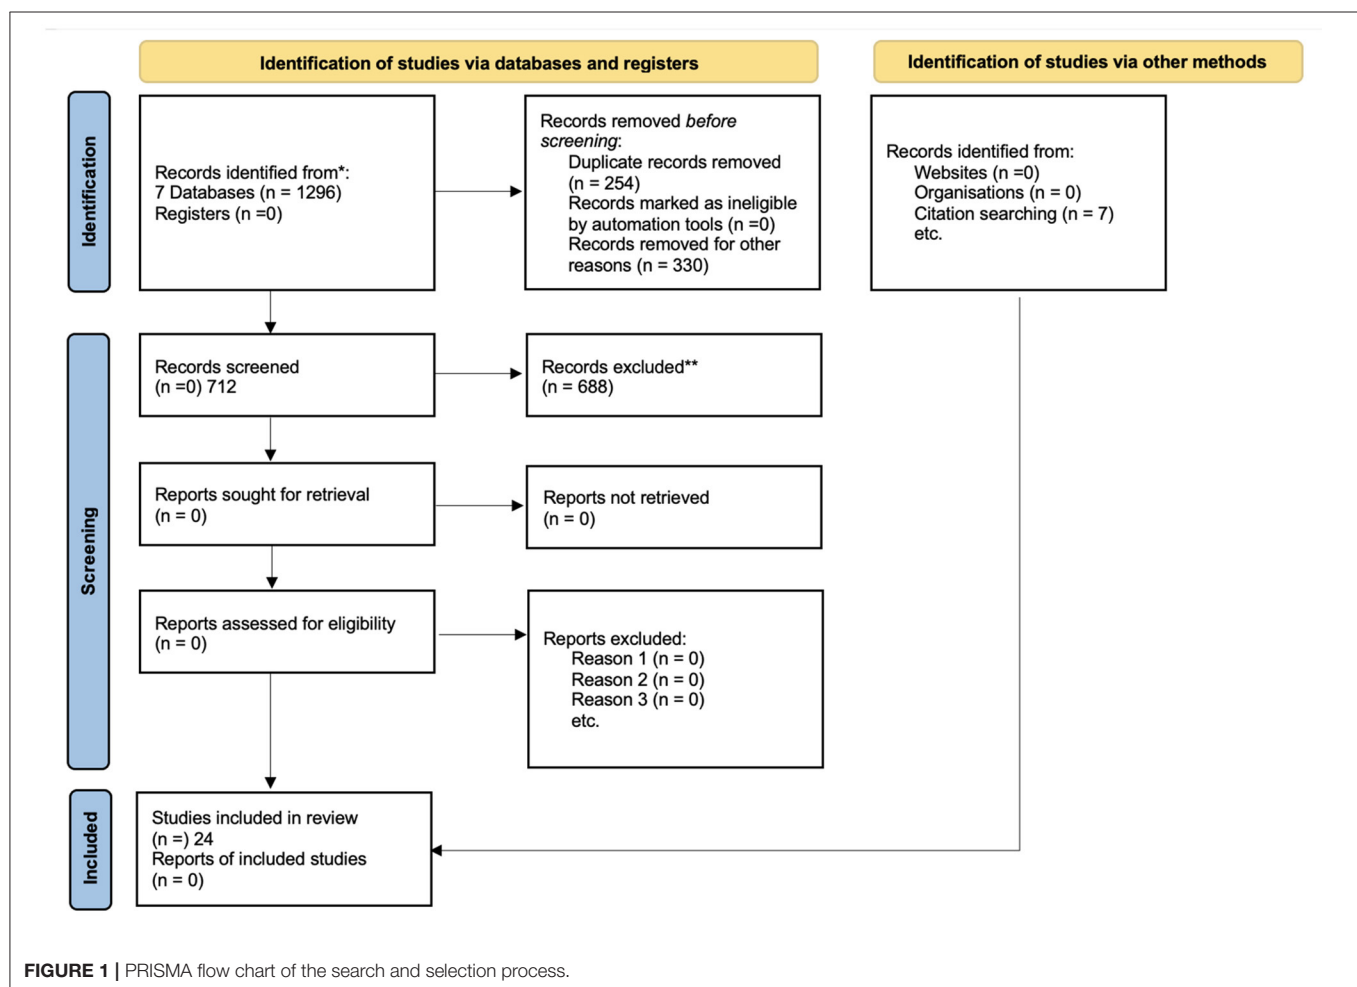 Identification of studies via databases and registers
Identification of studies via other methods
Identification
Records identified from*:
7 Databases (n = 1296)
Registers (n =0)
Records removed before
screening:
Duplicate records removed
(n = 254)
Records marked as ineligible
by automation tools (n =0)
Records removed for other
reasons (n = 330)
Records identified from:
Websites (n =0)
Organisations (n = 0)
Citation searching (n = 7)
etc.
Screening
Records screened
(n =0) 712
Records excluded**
(n = 688)
Reports sought for retrieval
(n = 0)
Reports not retrieved
(n = 0)
Reports assessed for eligibility
(n = 0)
Reports excluded:
Reason 1 (n = 0)
Reason 2 (n = 0)
Reason 3 (n = 0)
etc.
Included
Studies included in review
(n =) 24
Reports of included studies
(n = 0)
FIGURE 1 | PRISMA flow chart of the search and selection process.